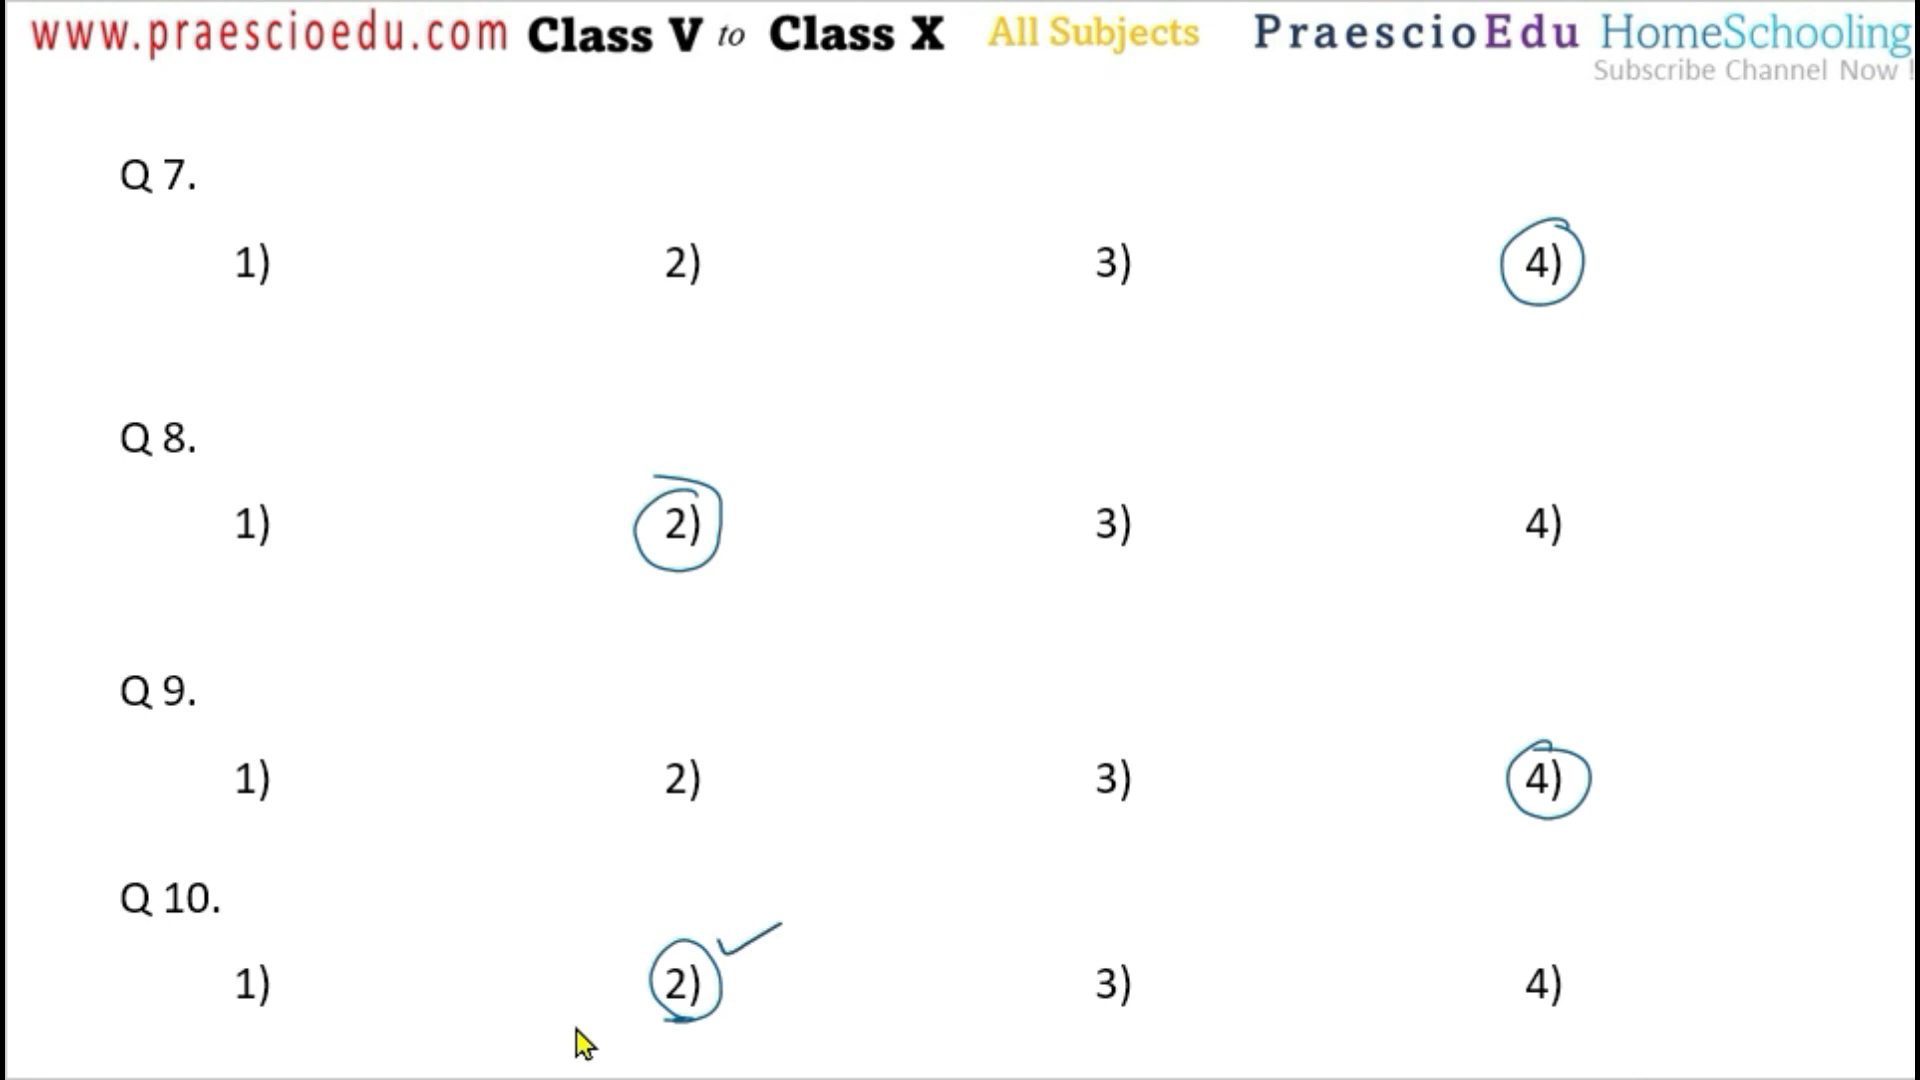 www.praescioedu.com Class V to Class X All Subjects PraescioEdu HomeSchooling
Subscribe Channel Now !
Q 7.
1) 2) 3) 4)
Q 8.
1) 2) 3) 4)
Q 9.
1) 2) 3) 4)
Q 10.
1) 2) 3) 4)